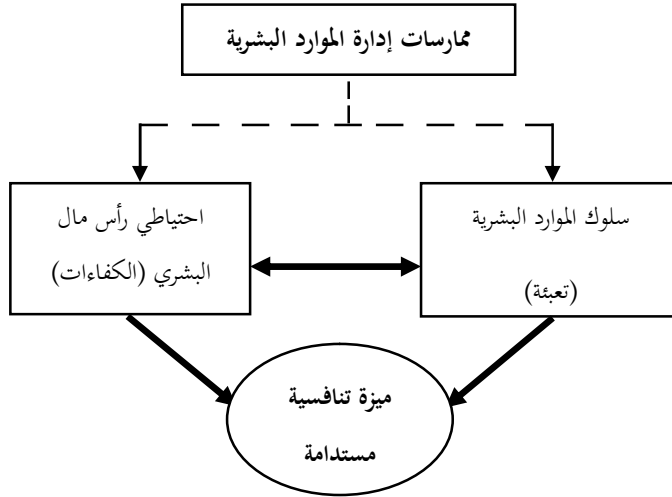 ممارسات إدارة الموارد البشرية
سلوك الموارد البشرية
(تعبئة)
احتياطي رأس مال
البشري (الكفاءات)
ميزة تنافسية
مستدامة